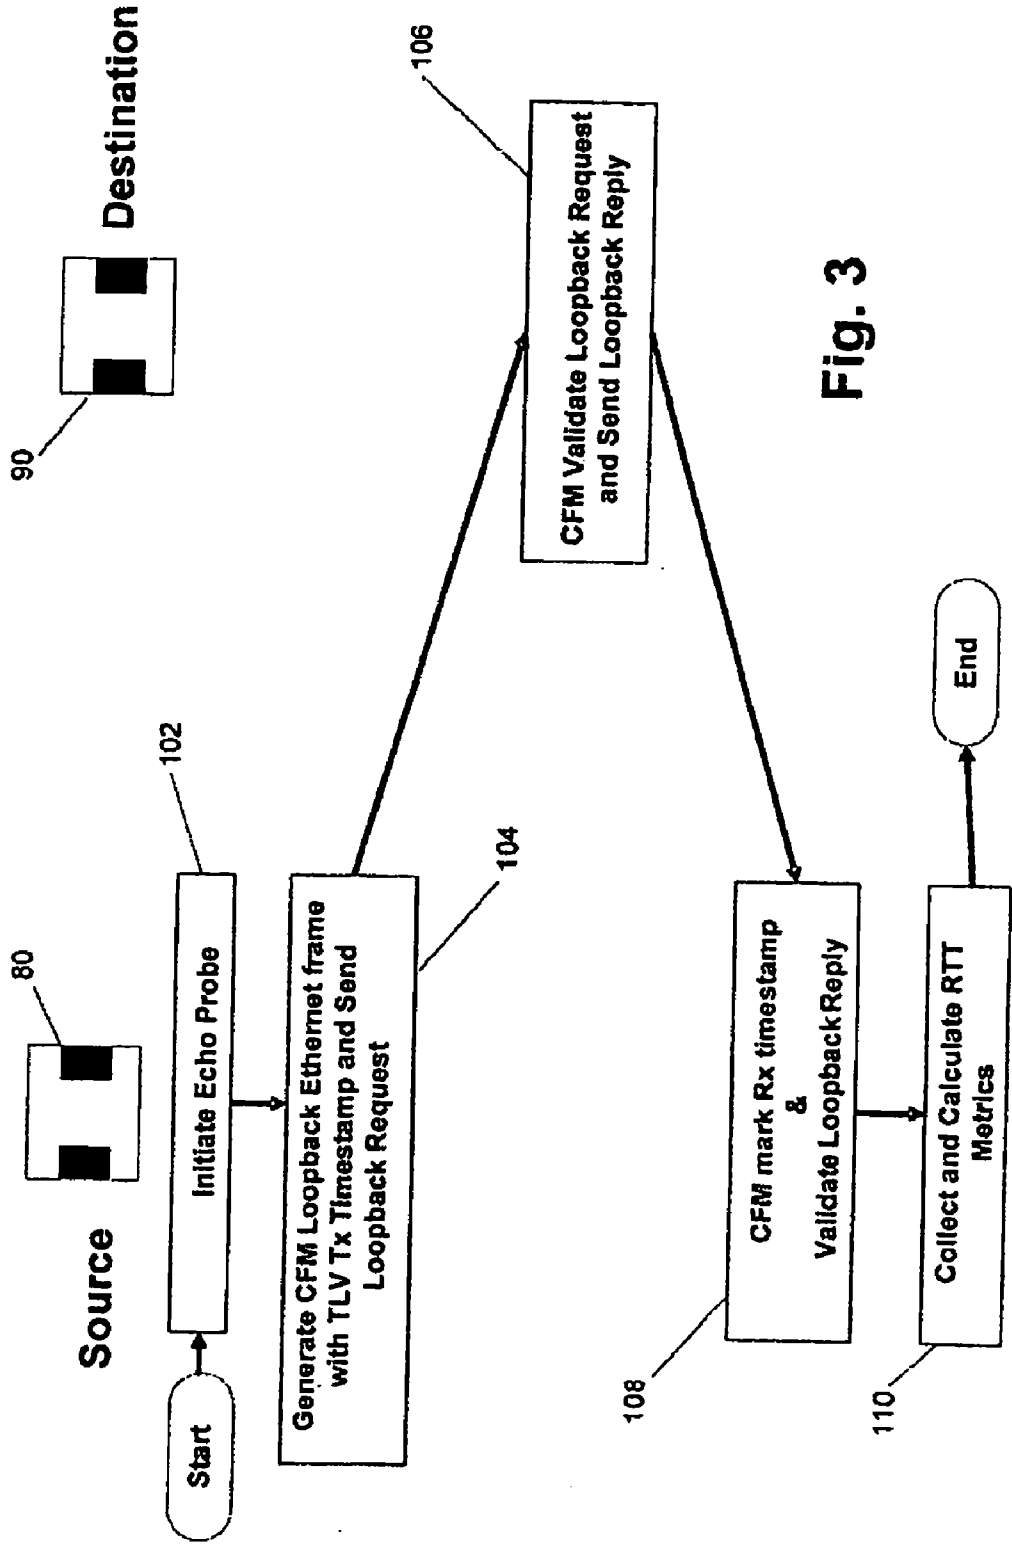 Source
80
90
Destination
Start
Initiate Echo Probe
102
Generate CFM Loopback Ethernet frame
with TLV Tx Timestamp and Send
Loopback Request
104
106
CFM Validate Loopback Request
and Send Loopback Reply
108
CFM mark Rx timestamp
&
Validate Loopback Reply
110
Collect and Calculate RTT
Metrics
End
Fig. 3